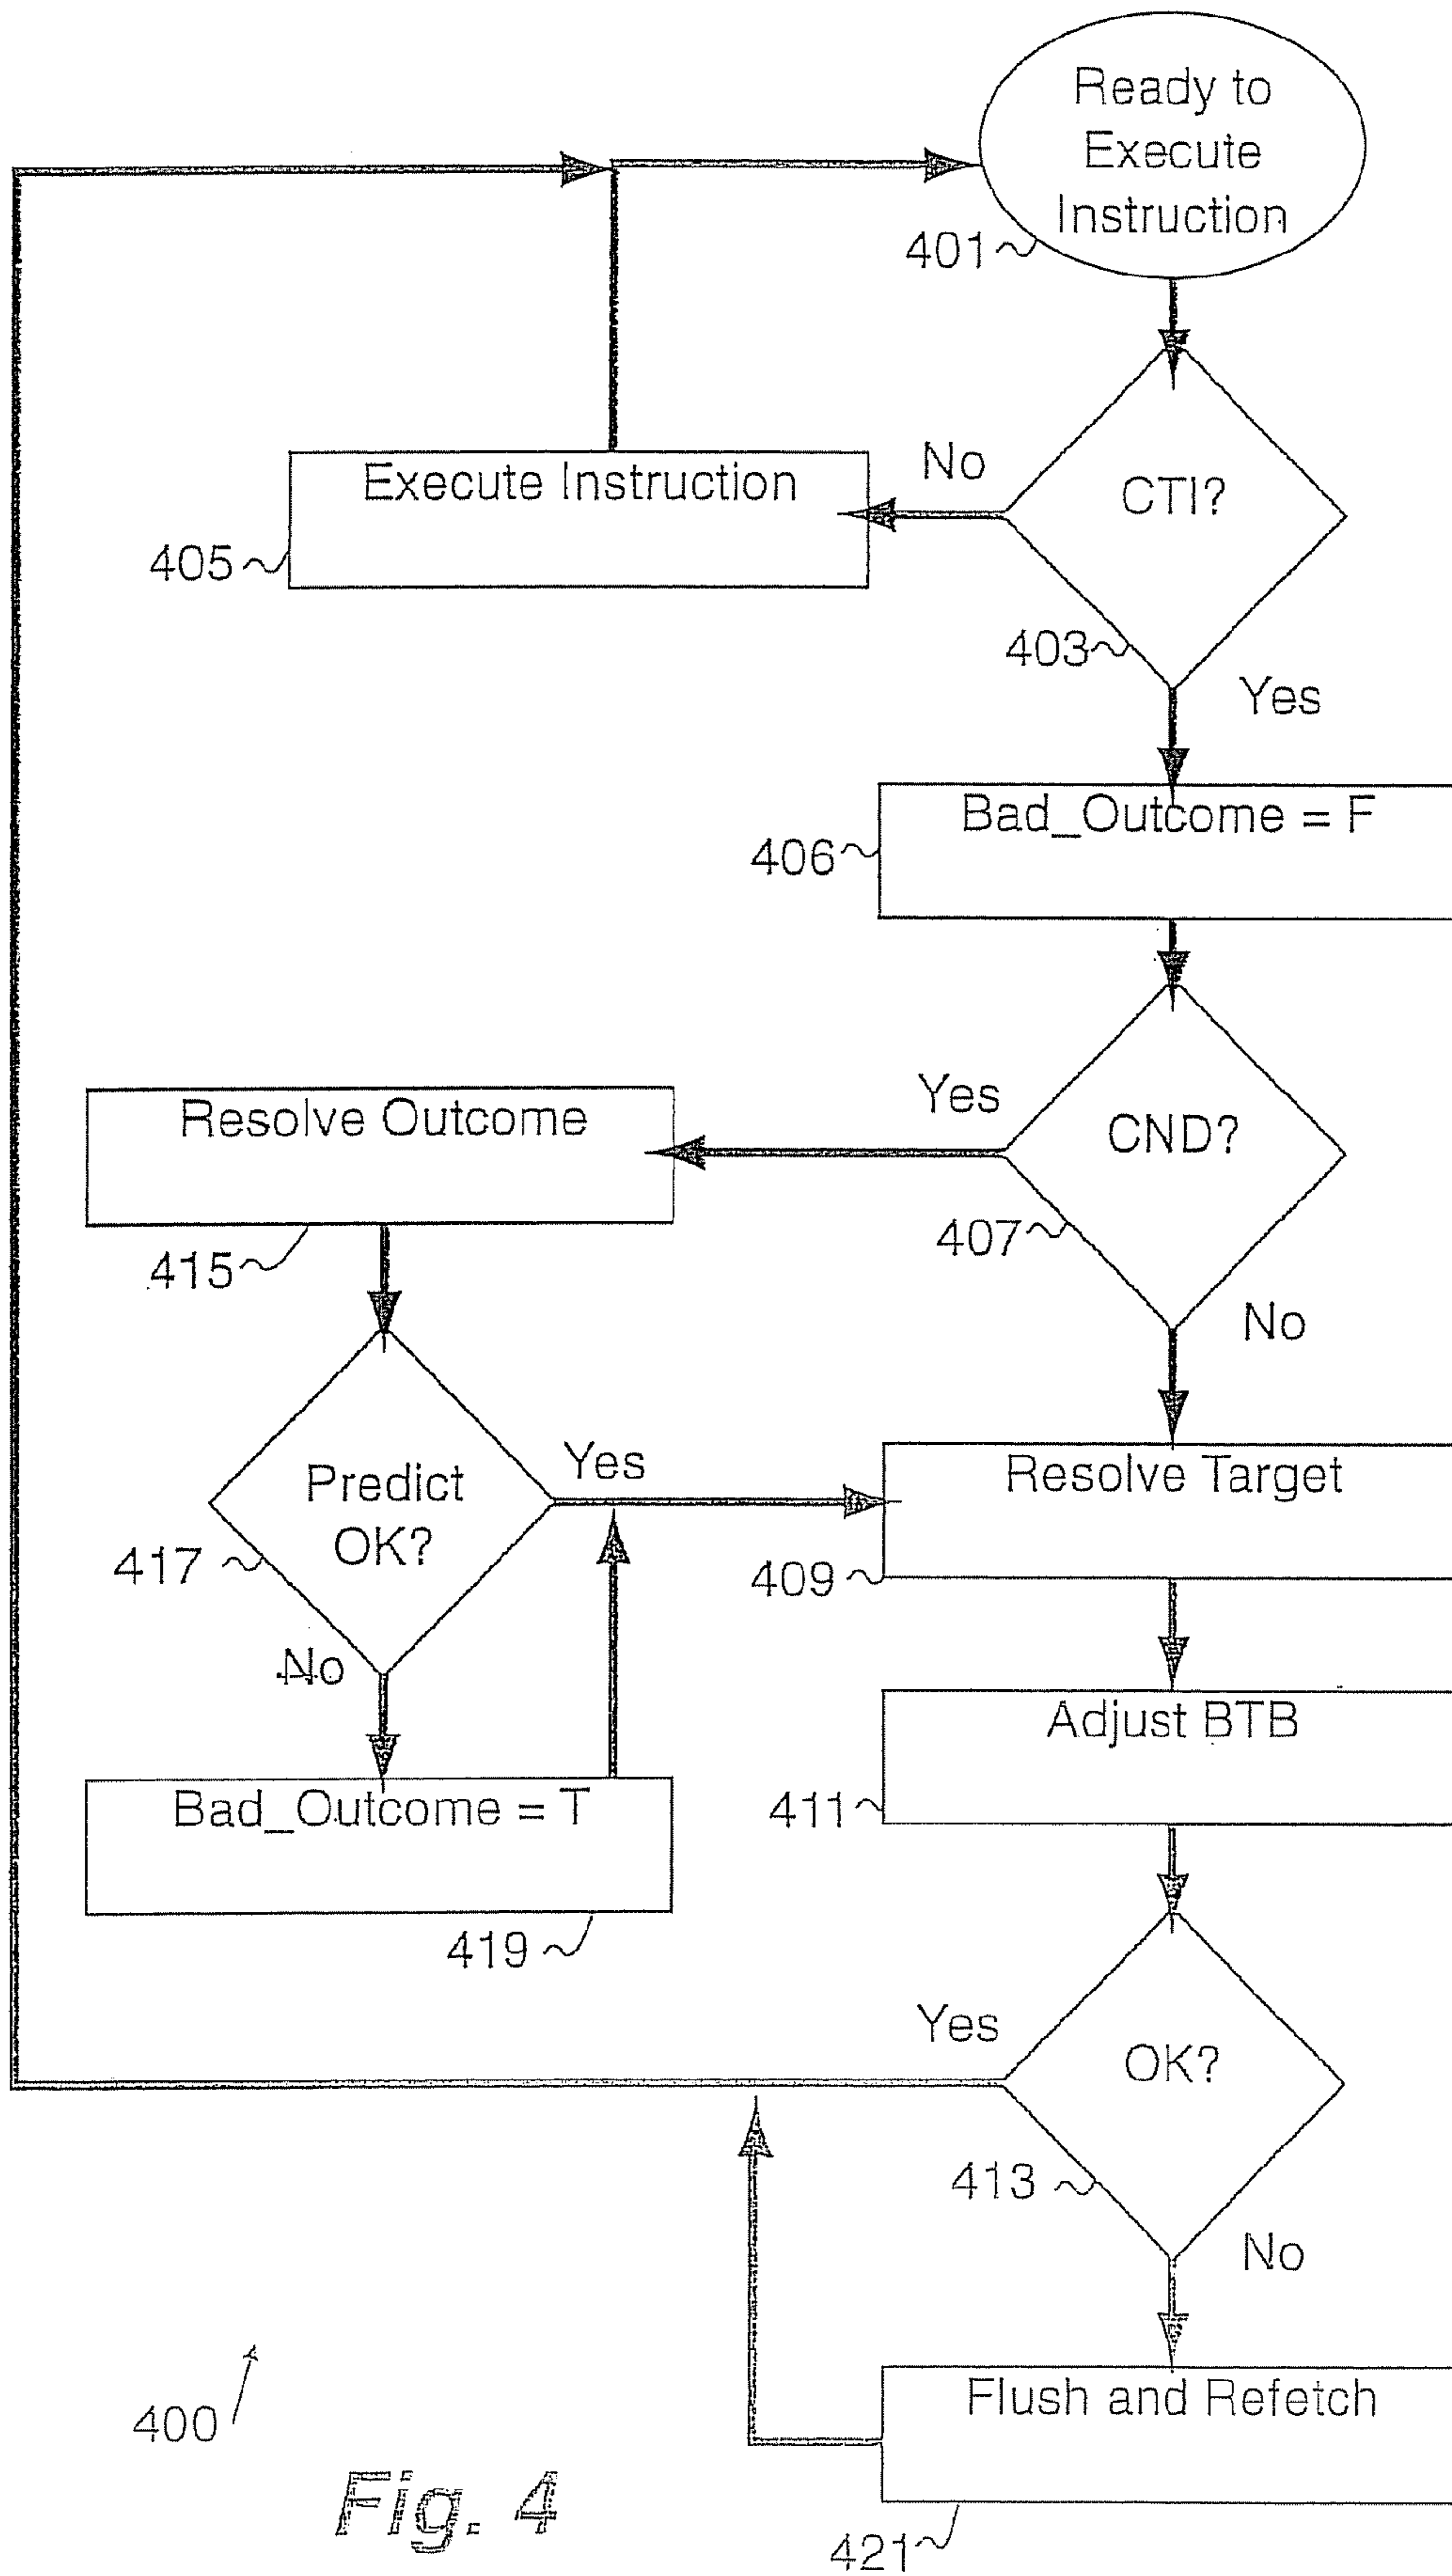 Ready to
Execute
Instruction
401
No
CTI?
Execute Instruction
405
403
Yes
Bad_Outcome = F
406
Yes
CND?
Resolve Outcome
407
415
No
Predict
OK?
Yes
Resolve Target
417
409
No
Adjust BTB
Bad_Outcome = T
411
419
Yes
OK?
413
No
Flush and Refetch
400
Fig. 4
421